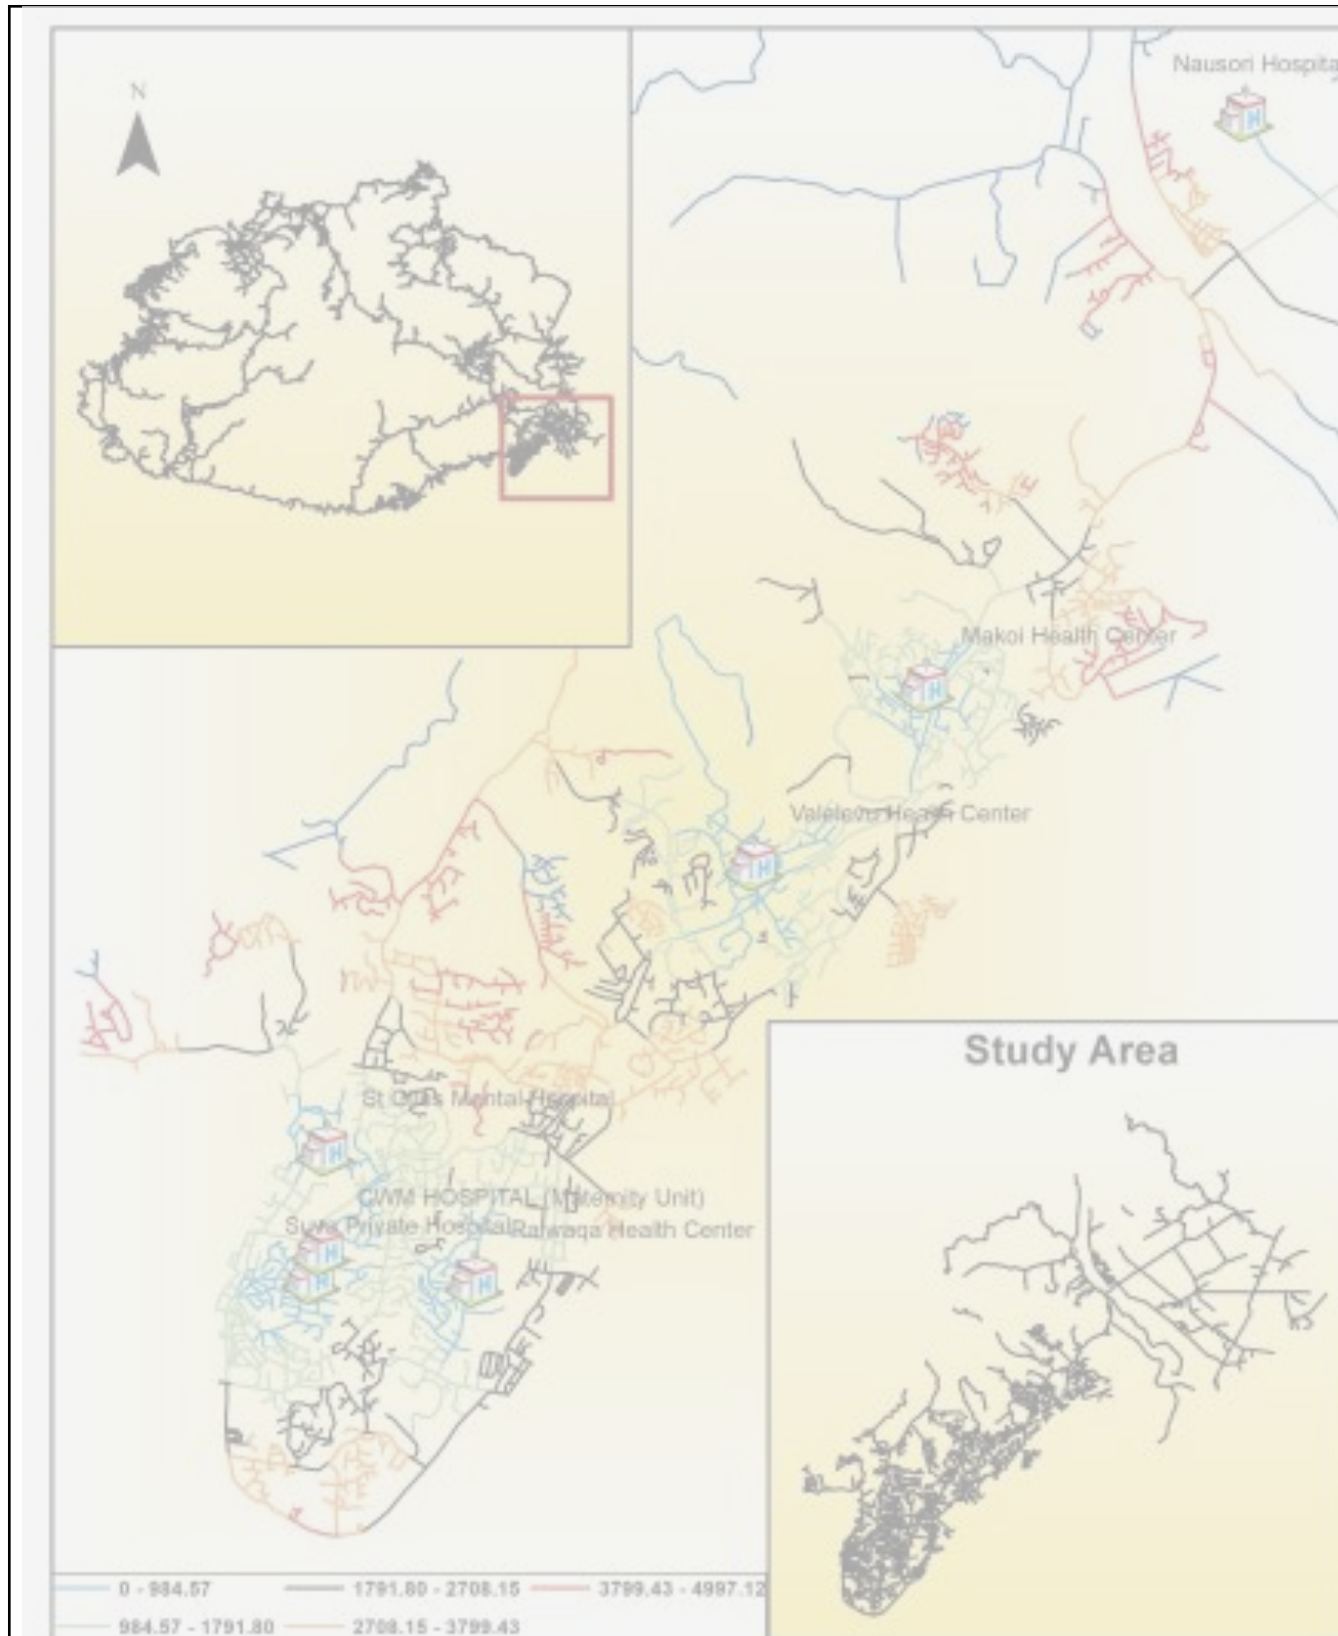 Nausori Hospita
N
Makoi Health Center
Valelevu Health Center
Study Area
St Giles Mental Hospital
CWM HOSPITAL (Maternity Unit)
Suva Private Hospital
Raiwaqa Health Center
0 - 984.57
1791.80 - 2708.15
3799.43 - 4997.12
984.57 - 1791.80
2708.15 - 3799.43